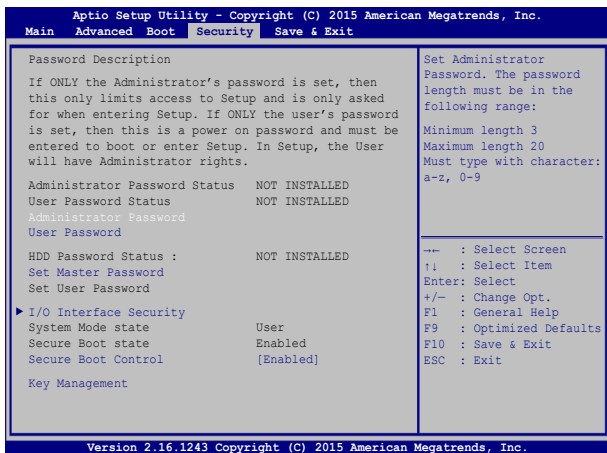 Aptio Setup Utility - Copyright (C) 2015 American Megatrends, Inc.
Main Advanced Boot Security Save & Exit
Password Description
If ONLY the Administrator's password is set, then
this only limits access to Setup and is only asked
for when entering Setup. If ONLY the user's password
is set, then this is a power on password and must be
entered to boot or enter Setup. In Setup, the User
will have Administrator rights.
Administrator Password Status NOT INSTALLED
User Password Status NOT INSTALLED
Administrator Password
User Password
HDD Password Status : NOT INSTALLED
Set Master Password
Set User Password
▶ I/O Interface Security
System Mode state User
Secure Boot state Enabled
Secure Boot Control [Enabled]
Key Management
Set Administrator
Password. The password
length must be in the
following range:
Minimum length 3
Maximum length 20
Must type with character:
a-z, 0-9
→← : Select Screen
↑↓ : Select Item
Enter: Select
+/— : Change Opt.
F1 : General Help
F9 : Optimized Defaults
F10 : Save & Exit
ESC : Exit
Version 2.16.1243 Copyright (C) 2015 American Megatrends, Inc.